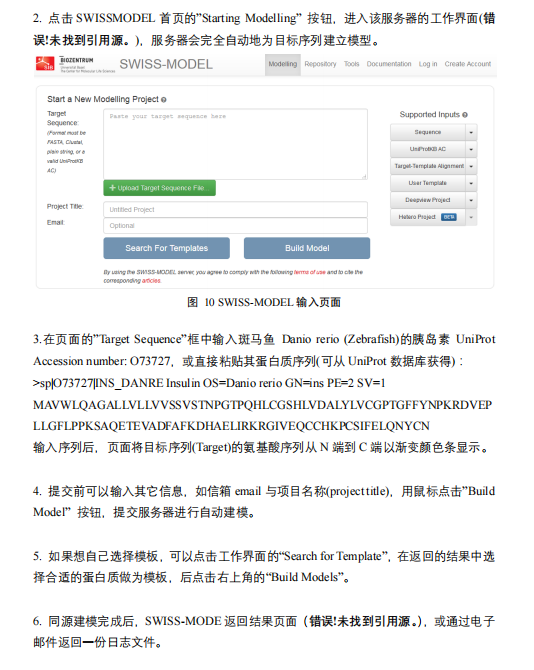 2. 点击 SWISSMODEL 首页的”Starting Modelling” 按钮，进入该服务器的工作界面(错
误!未找到引用源。)，服务器会完全自动地为目标序列建立模型。
SIB
BIOZENTRUM
Universität Basel
The Center for Molecular Life Sciences
SWISS-MODEL
Modelling Repository Tools Documentation Log in Create Account
Start a New Modelling Project
Target
Sequence:
(Format must be
FASTA, Clustal,
plain string, or a
valid UniProtKB
AC)
Paste your target sequence here
+ Upload Target Sequence File
Project Title:
Untitled Project
Email:
Optional
Search For Templates
Build Model
By using the SWISS-MODEL server, you agree to comply with the following terms of use and to cite the
corresponding articles.
Supported Inputs
Sequence
UniProtKB AC
Target-Template Alignment
User Template
Deepview Project
Hetero Project BETA
图 10 SWISS-MODEL 输入页面
3.在页面的”Target Sequence”框中输入斑马鱼 Danio rerio (Zebrafish)的胰岛素 UniProt
Accession number: O73727，或直接粘贴其蛋白质序列(可从 UniProt 数据库获得)：
>sp|O73727|INS_DANRE Insulin OS=Danio rerio GN=ins PE=2 SV=1
MAVWLQAGALLVLLVVSSVSTNPGTPQHLCGSHLVDALYLVCGPTGFFYNPKRDVEP
LLGFLPPKSAQETEVADFAFKDHAELIRKRGIVEQCCHKPCSIFELQNYCN
输入序列后，页面将目标序列(Target)的氨基酸序列从 N 端到 C 端以渐变颜色条显示。
4. 提交前可以输入其它信息，如信箱 email 与项目名称(project title)，用鼠标点击”Build
Model” 按钮，提交服务器进行自动建模。
5. 如果想自己选择模板，可以点击工作界面的“Search for Template”，在返回的结果中选
择合适的蛋白质做为模板，后点击右上角的“Build Models”。
6. 同源建模完成后，SWISS-MODE 返回结果页面（错误!未找到引用源。），或通过电子
邮件返回一份日志文件。